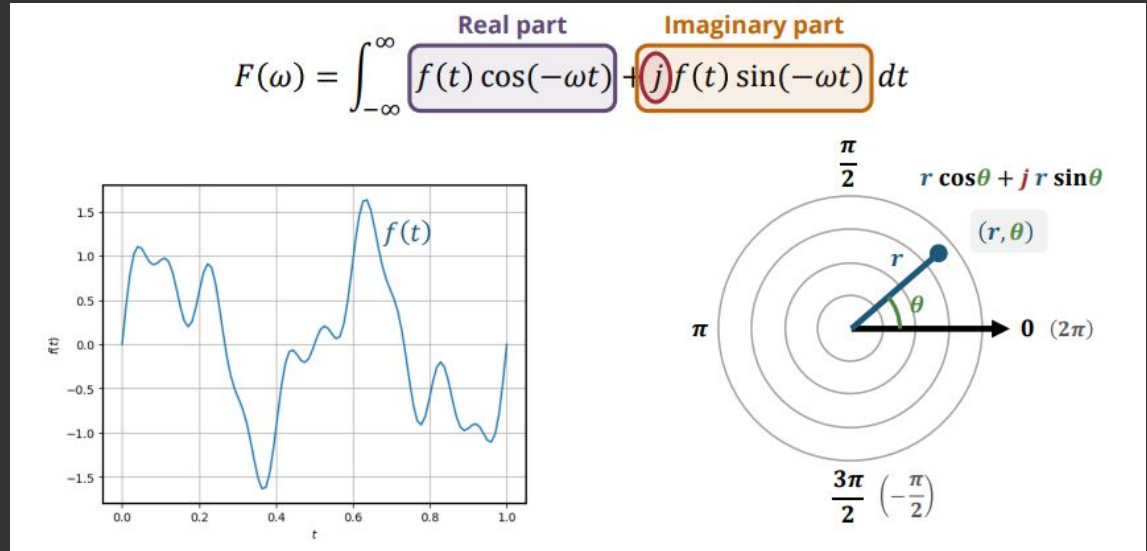 Real part Imaginary part
F(ω) = ∫_{−∞}^{∞} f(t) cos(−ωt) + j f(t) sin(−ωt) dt
π/2
r cosθ + j r sinθ
(r, θ)
r
θ
π
0 (2π)
3π/2 (−π/2)
f(t)
1.5
1.0
0.5
0.0
−0.5
−1.0
−1.5
f(t)
0.0 0.2 0.4 0.6 0.8 1.0
t